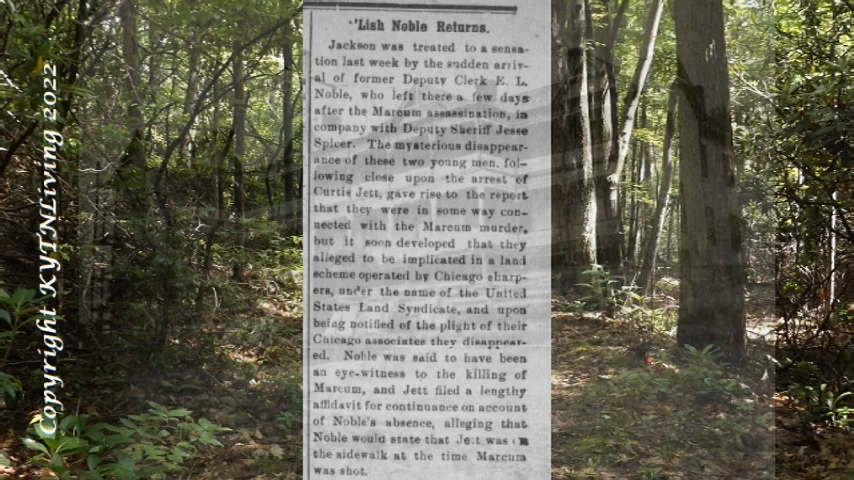 'Lish Noble Returns.
Jackson was treated to a sensa-
tion last week by the sudden arriv-
al of former Deputy Clerk E. L.
Noble, who left there a few days
after the Marcum assassination, in
company with Deputy Sheriff Jesse
Spicer. The mysterious disappear-
ance of these two young men, fol-
lowing close upon the arrest of
Curtis Jett, gave rise to the report
that they were in some way con-
nected with the Marcum murder,
but it soon developed that they
alleged to be implicated in a land
scheme operated by Chicago sharp-
ers, under the name of the United
States Land Syndicate, and upon
being notified of the plight of their
Chicago associates they disappear-
ed. Noble was said to have been
an eye-witness to the killing of
Marcum, and Jett filed a lengthy
affidavit for continuance on account
of Noble's absence, alleging that
Noble would state that Jett was on
the sidewalk at the time Marcum
was shot.
Copyright KYTNLiving 2022